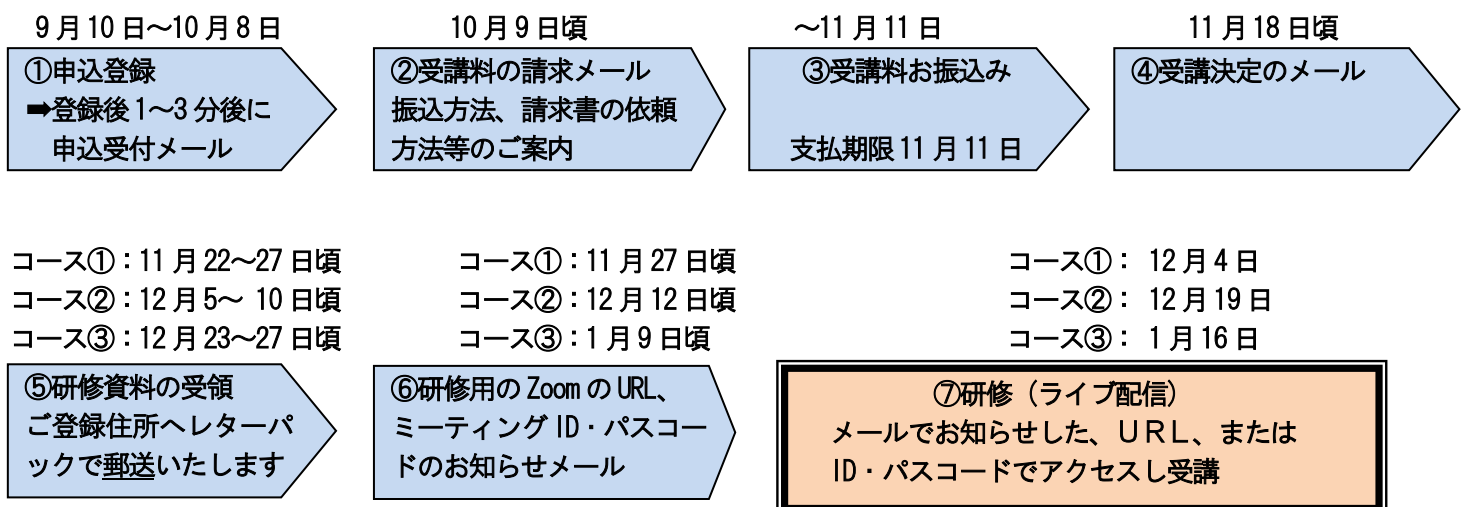 9月10日～10月8日
①申込登録
➡登録後1～3分後に
申込受付メール
10月9日頃
②受講料の請求メール
振込方法、請求書の依頼
方法等のご案内
～11月11日
③受講料お振込み
支払期限11月11日
11月18日頃
④受講決定のメール
コース①：11月22～27日頃
コース②：12月5～ 10日頃
コース③：12月23～27日頃
⑤研修資料の受領
ご登録住所へレターパ
ックで郵送いたします
コース①：11月27日頃
コース②：12月12日頃
コース③：1月9日頃
⑥研修用のZoomのURL、
ミーティングID・パスコー
ドのお知らせメール
コース①： 12月4日
コース②： 12月19日
コース③： 1月16日
⑦研修（ライブ配信）
メールでお知らせした、ＵＲＬ、または
ID・パスコードでアクセスし受講